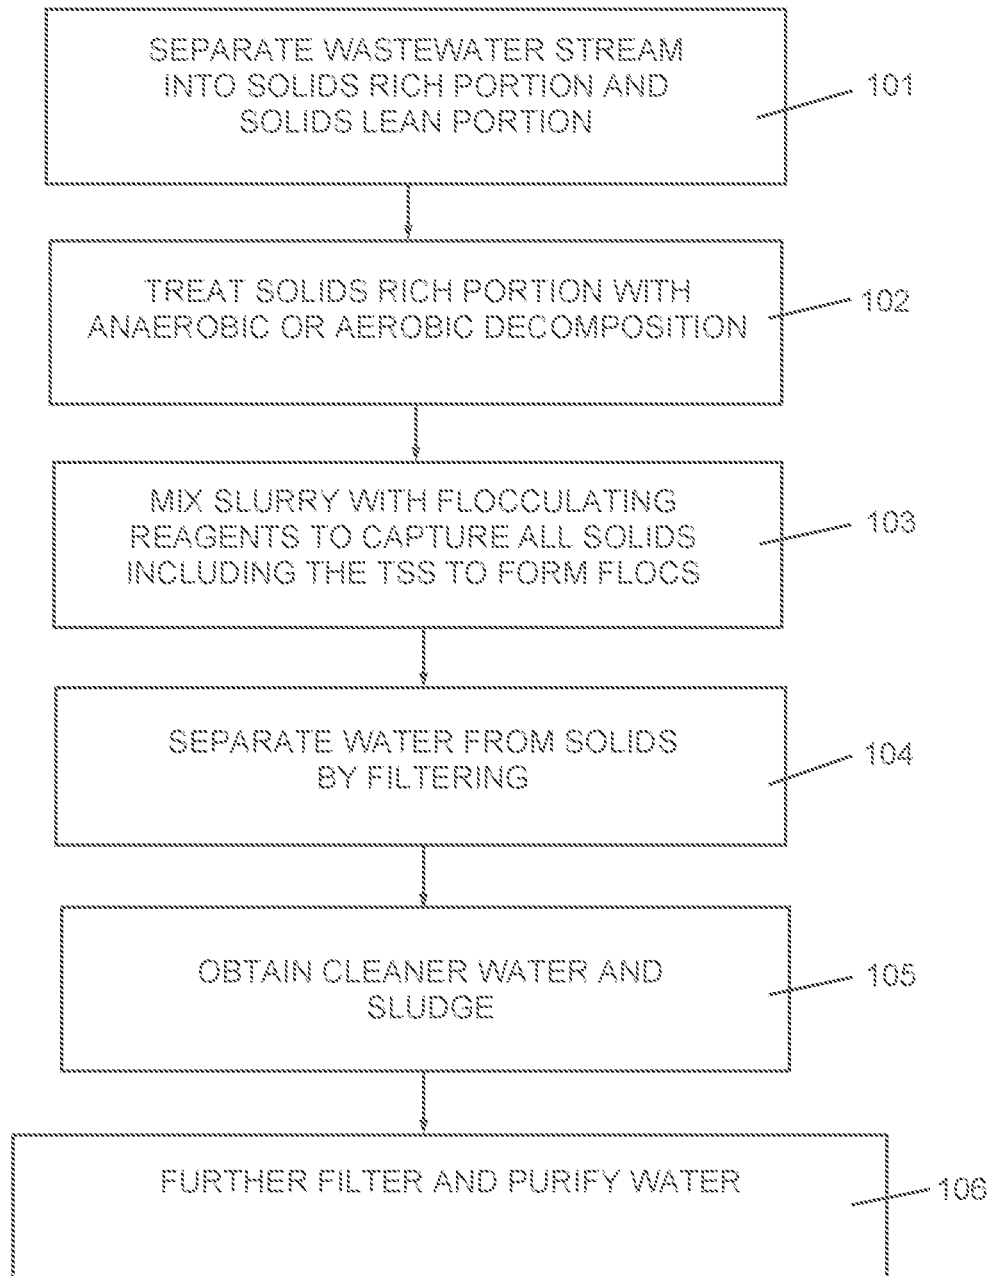 SEPARATE WASTEWATER STREAM
INTO SOLIDS RICH PORTION AND
SOLIDS LEAN PORTION
101
TREAT SOLIDS RICH PORTION WITH
ANAEROBIC OR AEROBIC DECOMPOSITION
102
MIX SLURRY WITH FLOCCULATING
REAGENTS TO CAPTURE ALL SOLIDS
INCLUDING THE TSS TO FORM FLOCS
103
SEPARATE WATER FROM SOLIDS
BY FILTERING
104
OBTAIN CLEANER WATER AND
SLUDGE
105
FURTHER FILTER AND PURIFY WATER
106